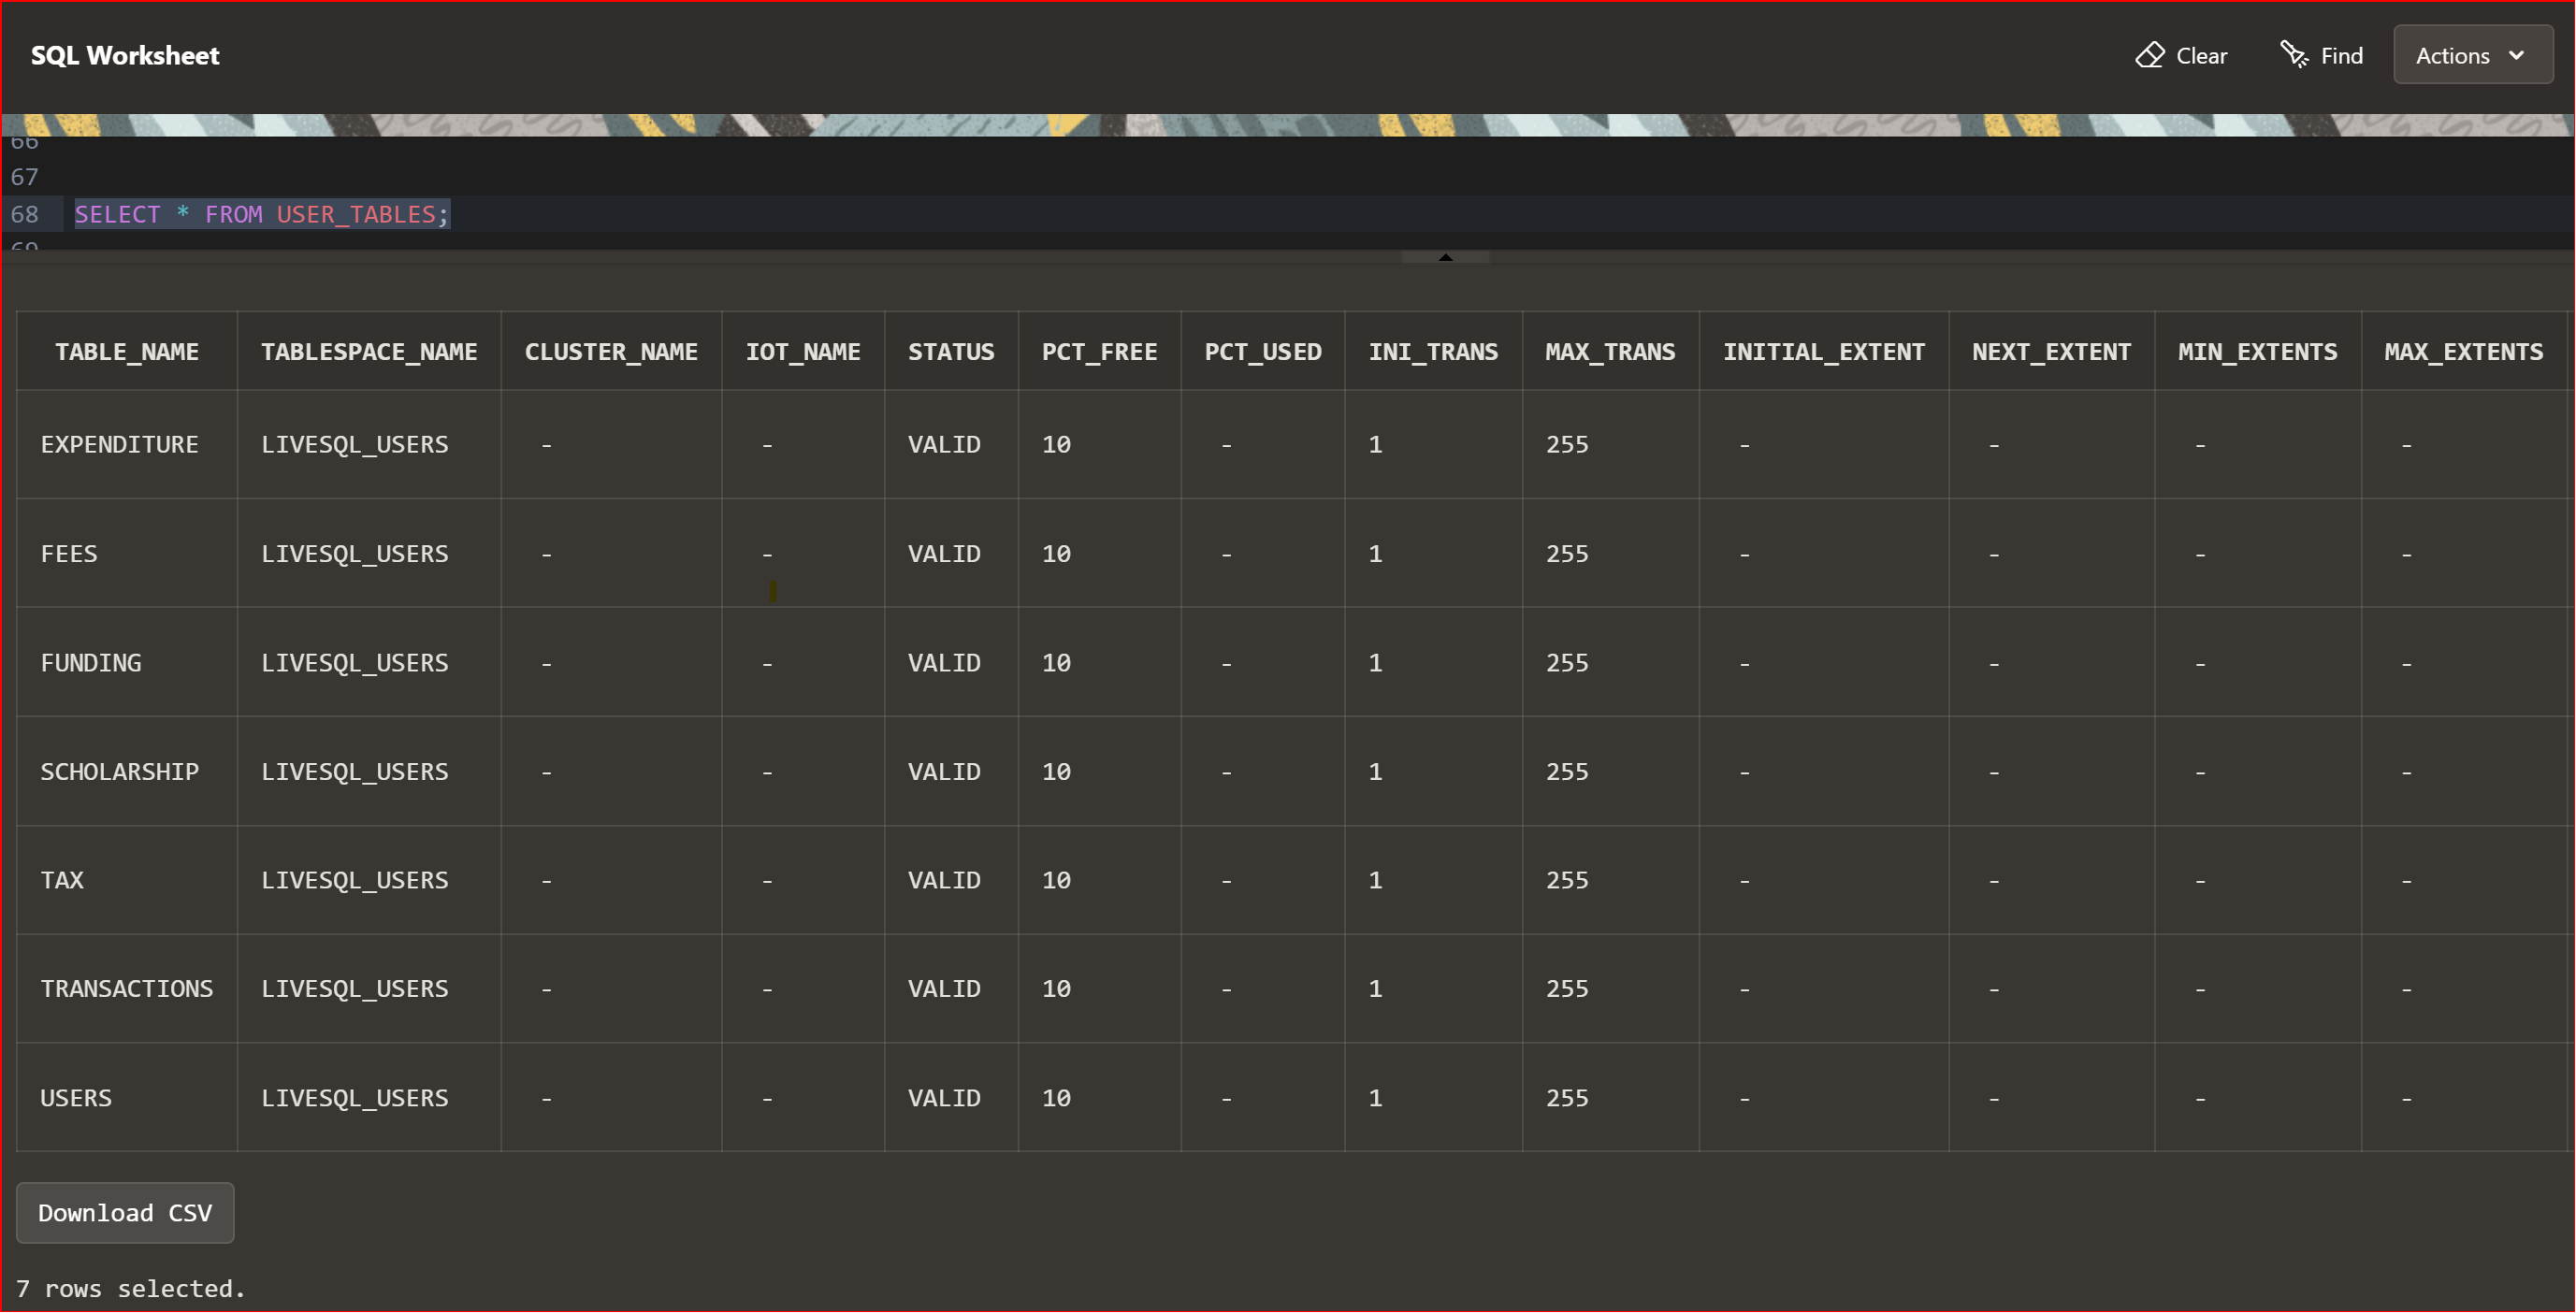 SQL Worksheet Clear Find Actions
66
67
68 SELECT * FROM USER_TABLES;
69
TABLE_NAME TABLESPACE_NAME CLUSTER_NAME IOT_NAME STATUS PCT_FREE PCT_USED INI_TRANS MAX_TRANS INITIAL_EXTENT NEXT_EXTENT MIN_EXTENTS MAX_EXTENTS
EXPENDITURE LIVESQL_USERS - - VALID 10 - 1 255 - - - -
FEES LIVESQL_USERS - - VALID 10 - 1 255 - - - -
FUNDING LIVESQL_USERS - - VALID 10 - 1 255 - - - -
SCHOLARSHIP LIVESQL_USERS - - VALID 10 - 1 255 - - - -
TAX LIVESQL_USERS - - VALID 10 - 1 255 - - - -
TRANSACTIONS LIVESQL_USERS - - VALID 10 - 1 255 - - - -
USERS LIVESQL_USERS - - VALID 10 - 1 255 - - - -
Download CSV
7 rows selected.